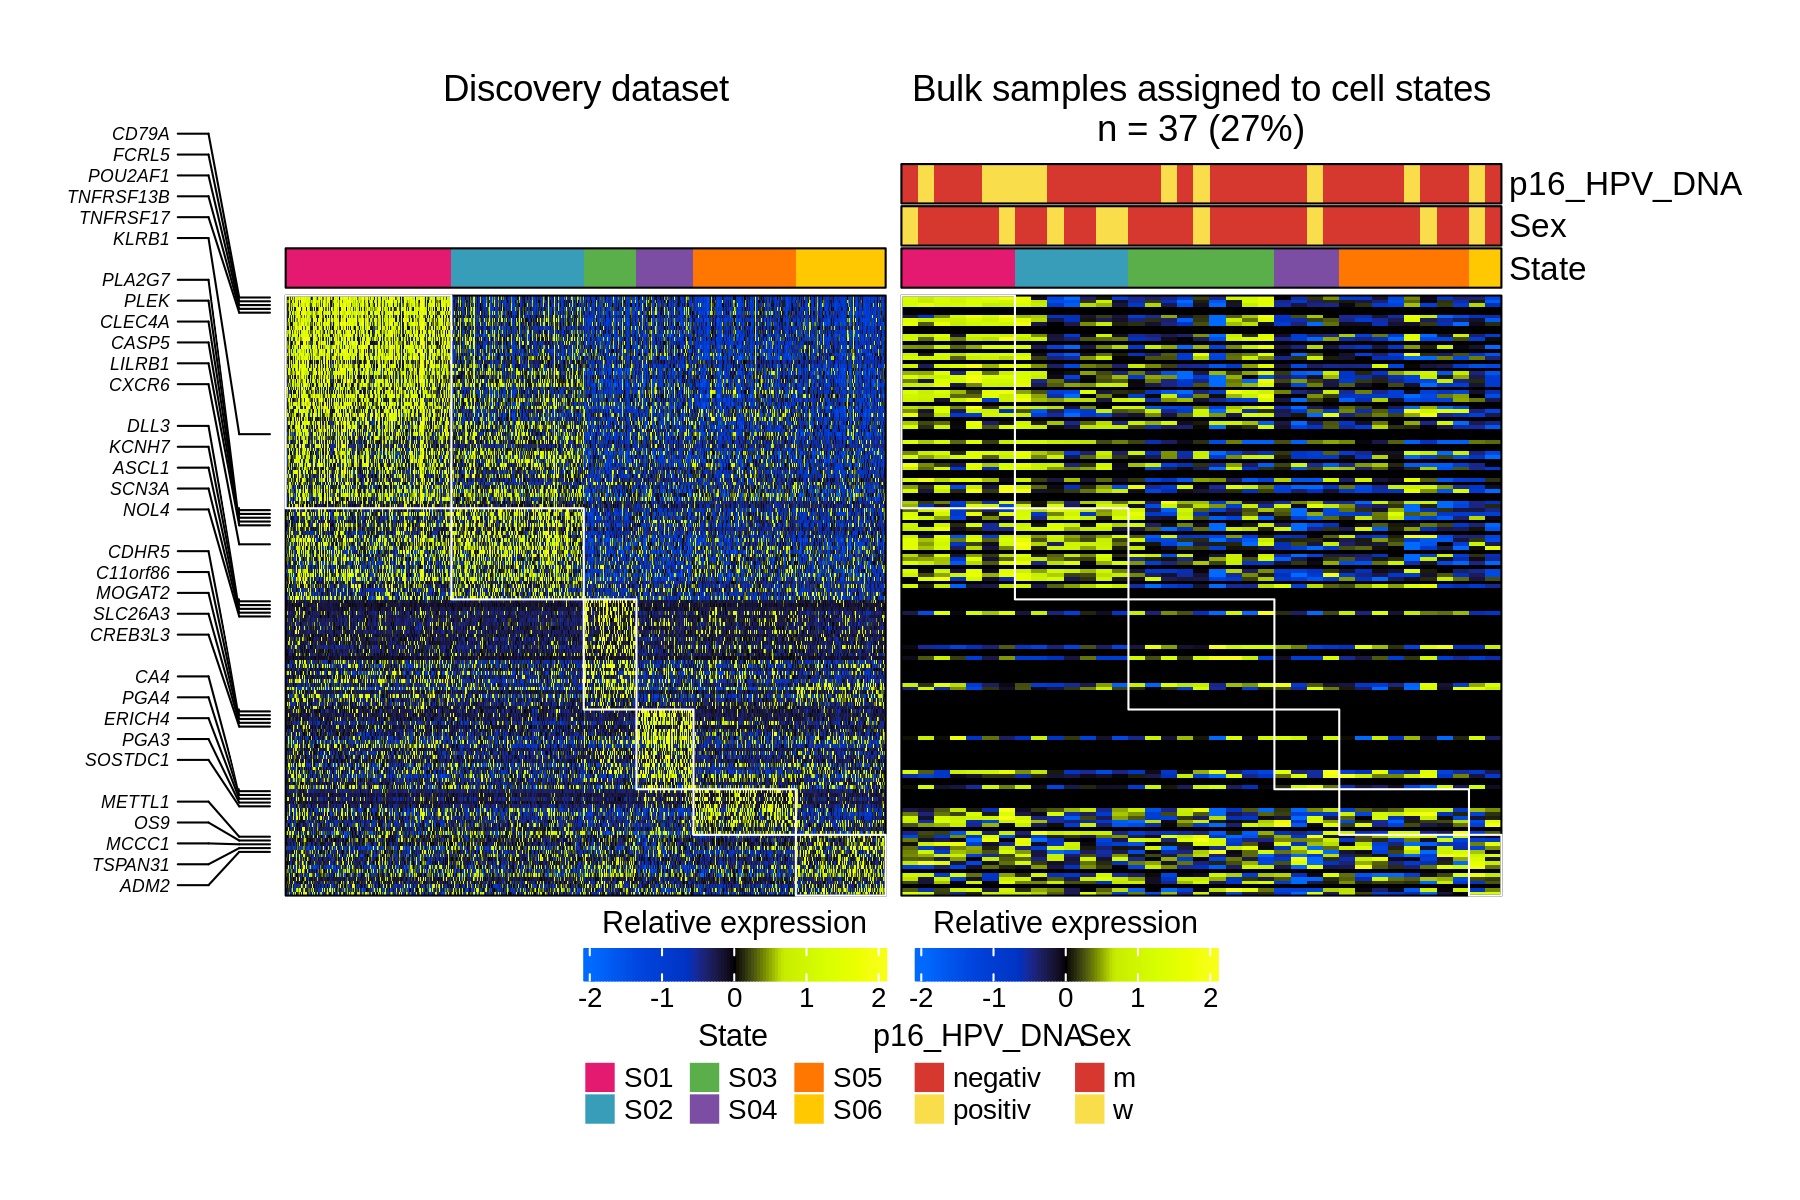 Discovery dataset
Bulk samples assigned to cell states
n = 37 (27%)
p16_HPV_DNA
Sex
State
CD79A
FCRL5
POU2AF1
TNFRSF13B
TNFRSF17
KLRB1
PLA2G7
PLEK
CLEC4A
CASP5
LILRB1
CXCR6
DLL3
KCNH7
ASCL1
SCN3A
NOL4
CDHR5
C11orf86
MOGAT2
SLC26A3
CREB3L3
CA4
PGA4
ERICH4
PGA3
SOSTDC1
METTL1
OS9
MCCC1
TSPAN31
ADM2
Relative expression
-2 -1 0 1 2
Relative expression
-2 -1 0 1 2
State
S01 S03 S05
S02 S04 S06
p16_HPV_DNA
negativ
positiv
Sex
m
w